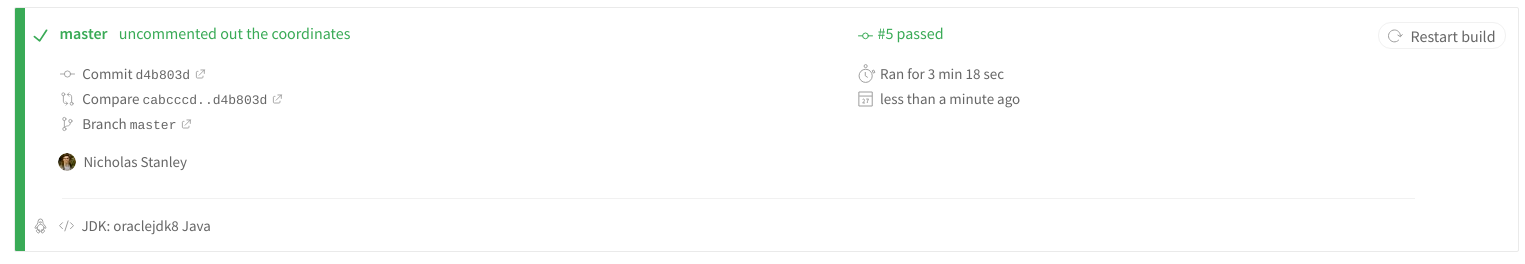 master uncommented out the coordinates
#5 passed
Restart build
Commit d4b803d
Compare cabcccd..d4b803d
Branch master
Ran for 3 min 18 sec
27
less than a minute ago
Nicholas Stanley
</> JDK: oraclejdk8 Java